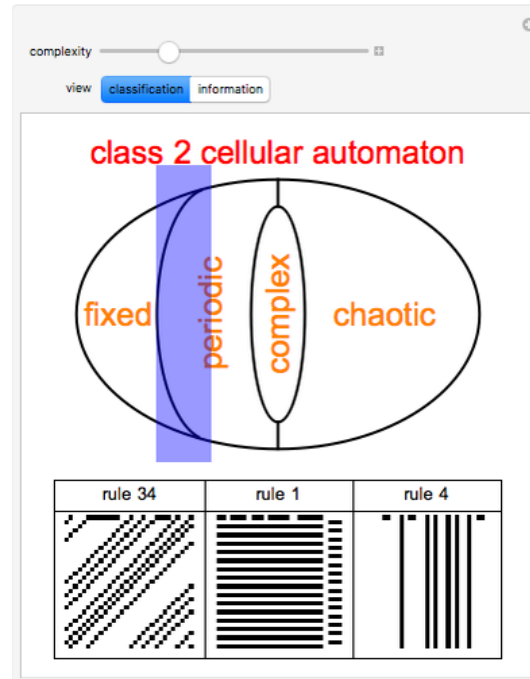 complexity
view classification information
class 2 cellular automaton
fixed periodic complex chaotic
rule 34 rule 1 rule 4